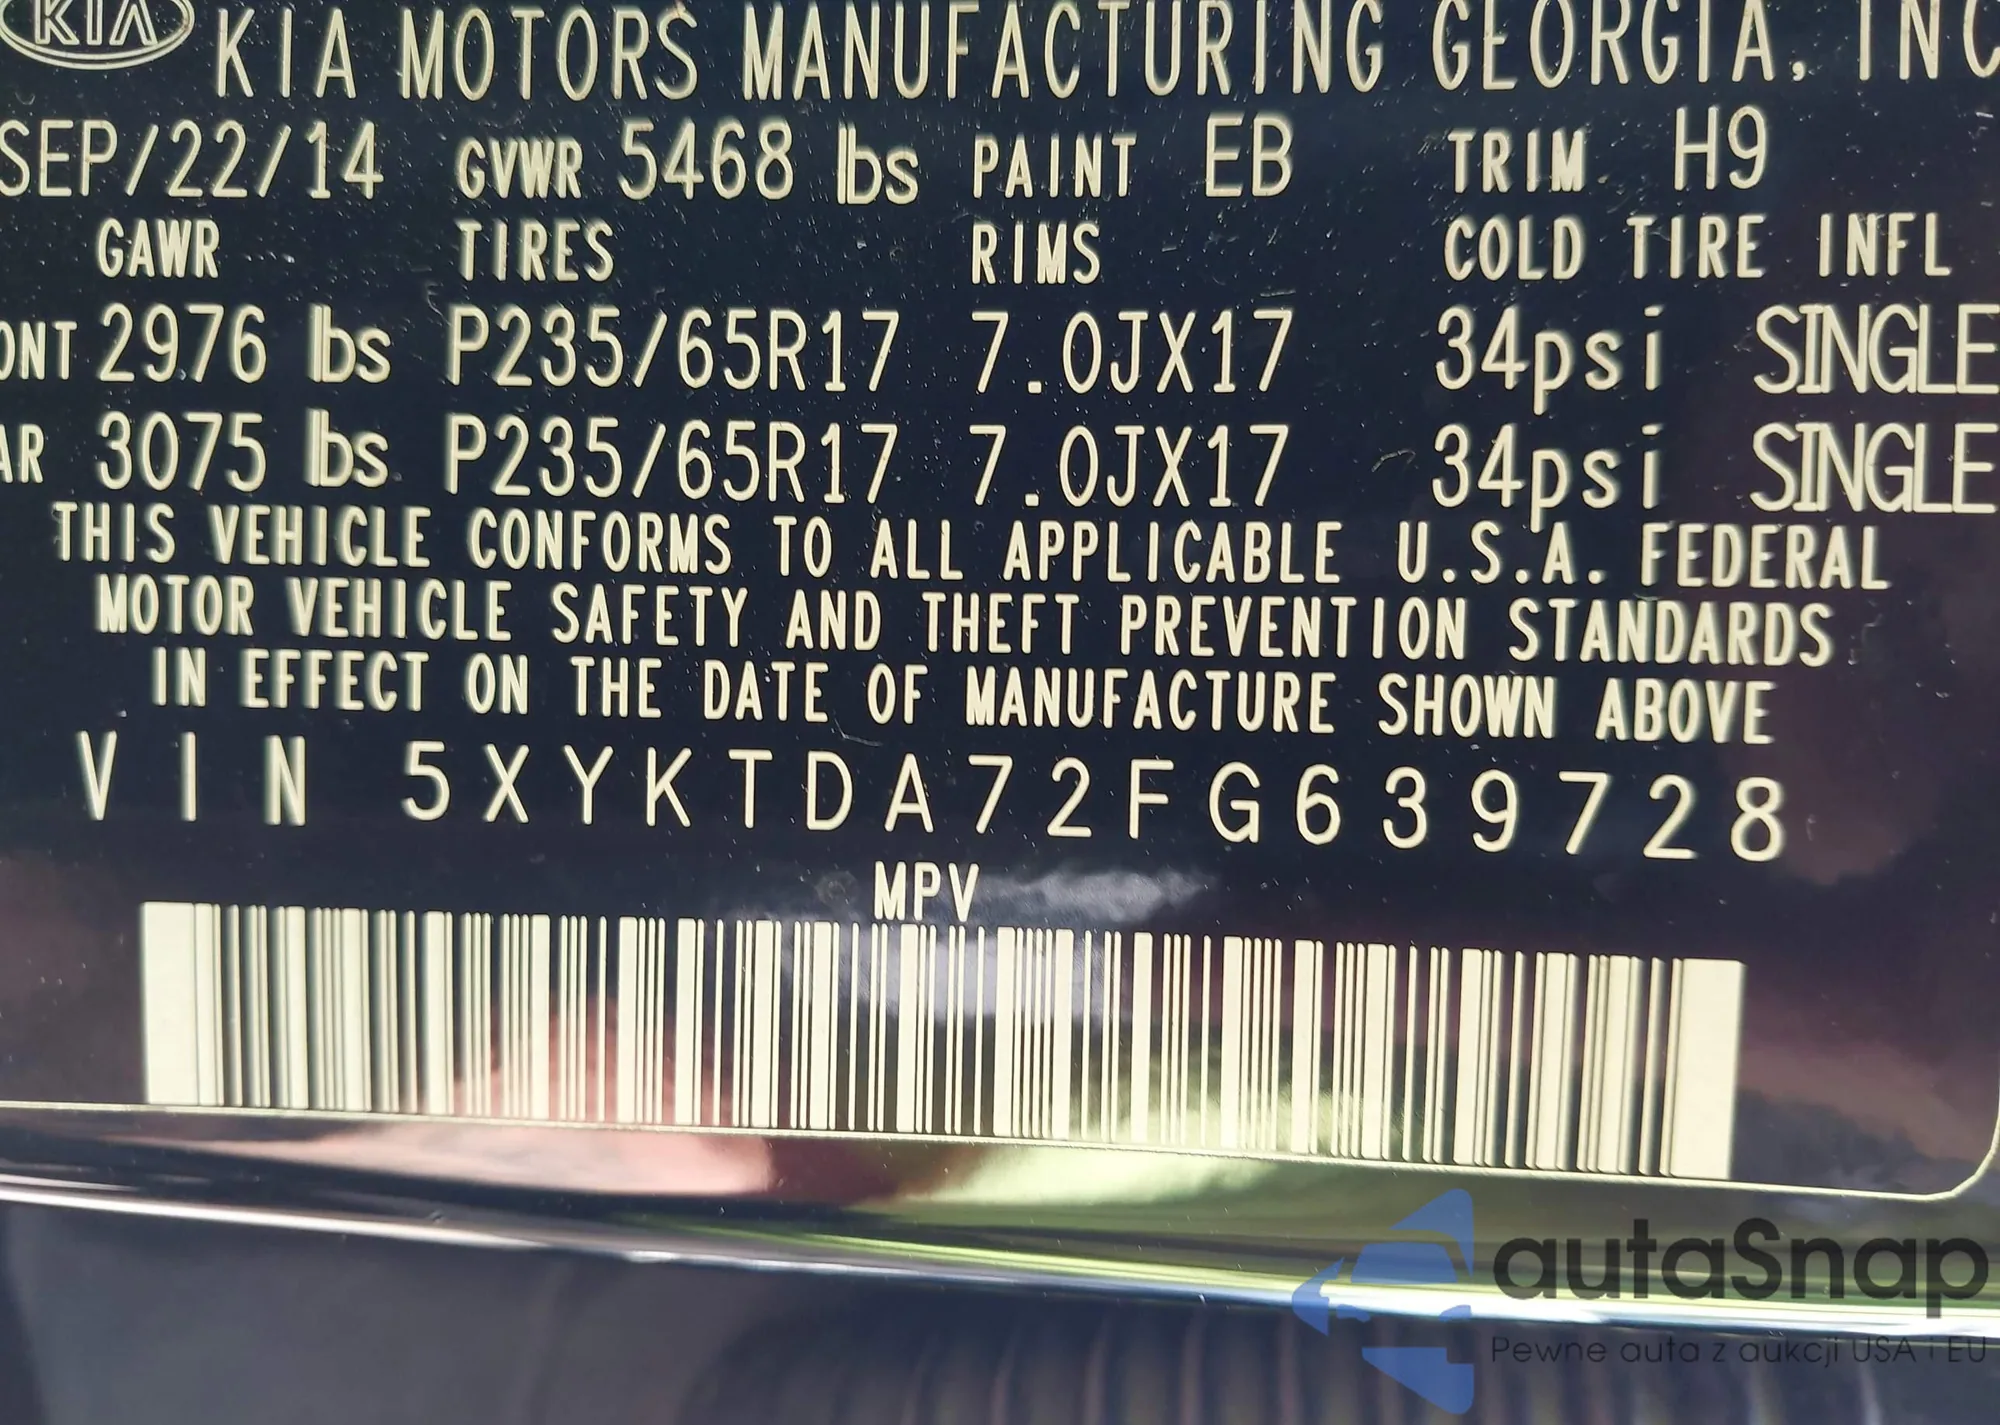 KIA KIA MOTORS MANUFACTURING GEORGIA, INC
SEP/22/14 GVWR 5468 lbs PAINT EB TRIM H9
GAWR TIRES RIMS COLD TIRE INFL
ONT 2976 lbs P235/65R17 7.0JX17 34psi SINGLE
AR 3075 lbs P235/65R17 7.0JX17 34psi SINGLE
THIS VEHICLE CONFORMS TO ALL APPLICABLE U.S.A. FEDERAL
MOTOR VEHICLE SAFETY AND THEFT PREVENTION STANDARDS
IN EFFECT ON THE DATE OF MANUFACTURE SHOWN ABOVE
VIN 5XYKTDA72FG639728
MPV
autaSnap
Pewne auta z aukcji USA i EU